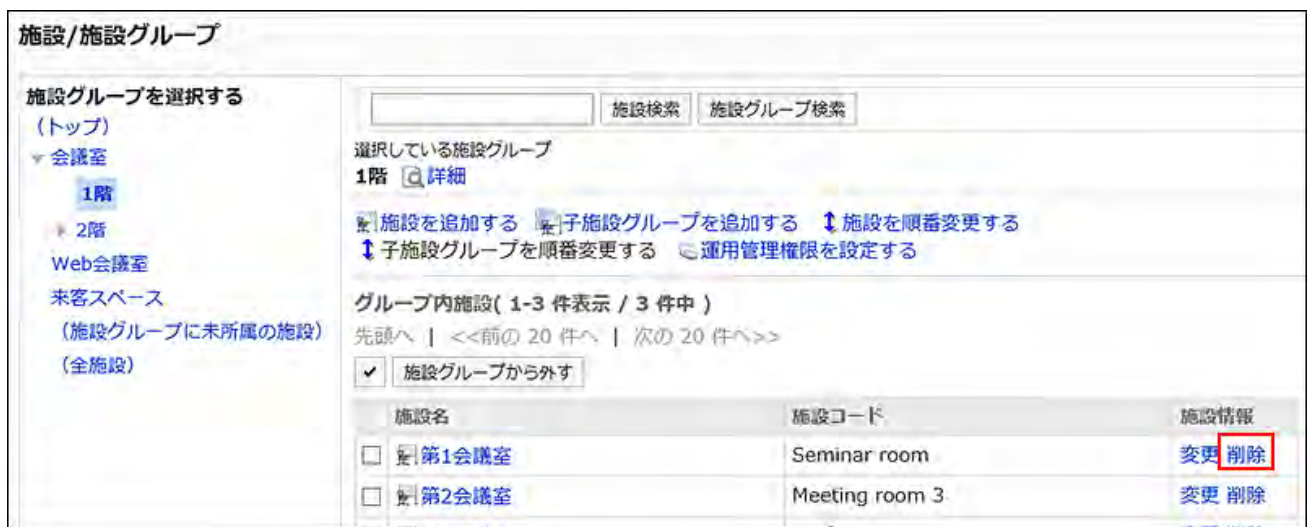 施設/施設グループ
施設グループを選択する
(トップ)
会議室
1階
2階
Web会議室
来客スペース
(施設グループに未所属の施設)
(全施設)
施設検索 施設グループ検索
選択している施設グループ
1階 詳細
施設を追加する 子施設グループを追加する 施設を順番変更する
子施設グループを順番変更する 運用管理権限を設定する
グループ内施設( 1-3 件表示 / 3 件中 )
先頭へ | <<前の 20 件へ | 次の 20 件へ>>
施設グループから外す
施設名 施設コード 施設情報
第1会議室 Seminar room 変更 削除
第2会議室 Meeting room 3 変更 削除